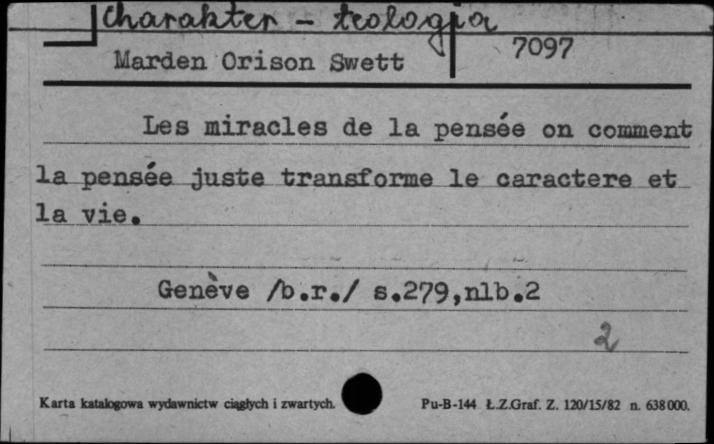 Charakter - teologia
Marden Orison Swett 7097
Les miracles de la pensée on comment
la pensée juste transforme le caractere et
la vie.
Genève /b.r./ s.279,nlb.2
2
Karta katalogowa wydawnictw ciągłych i zwartych. Pu-B-144 Ł.Z.Graf. Z. 120/15/82 n. 638000.